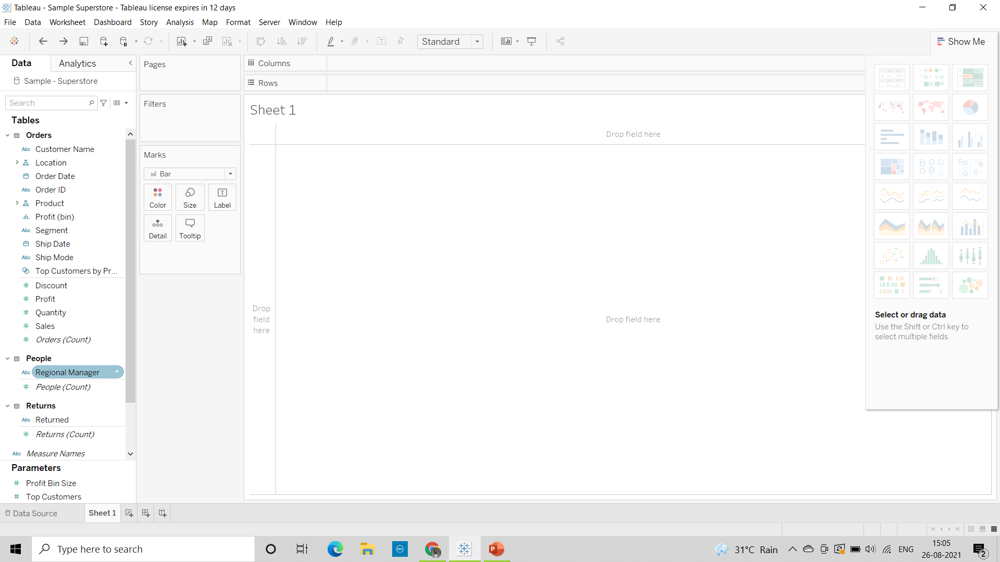 Tableau - Sample Superstore - Tableau license expires in 12 days
File Data Worksheet Dashboard Story Analysis Map Format Server Window Help
Standard
Show Me
Data
Analytics
Sample - Superstore
Search
Tables
Orders
Abc Customer Name
Location
Order Date
Abc Order ID
Product
Profit (bin)
Abc Segment
Ship Date
Abc Ship Mode
Top Customers by Pr...
# Discount
# Profit
# Quantity
# Sales
# Orders (Count)
People
Abc Regional Manager
# People (Count)
Returns
Abc Returned
# Returns (Count)
Abc Measure Names
Parameters
# Profit Bin Size
# Top Customers
Pages
Filters
Marks
Bar
Color
Size
Label
Detail
Tooltip
Columns
Rows
Sheet 1
Drop field here
Drop
field
here
Drop field here
Select or drag data
Use the Shift or Ctrl key to
select multiple fields
Data Source
Sheet 1
Type here to search
31°C Rain
ENG
15:05
26-08-2021
2